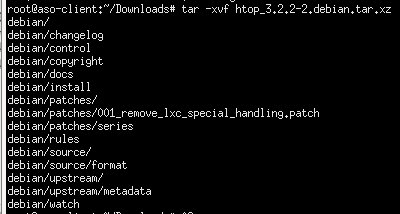 root@aso-client:~/Downloads# tar -xvf htop_3.2.2-2.debian.tar.xz
debian/
debian/changelog
debian/control
debian/copyright
debian/docs
debian/install
debian/patches/
debian/patches/001_remove_lxc_special_handling.patch
debian/patches/series
debian/rules
debian/source/
debian/source/format
debian/upstream/
debian/upstream/metadata
debian/watch